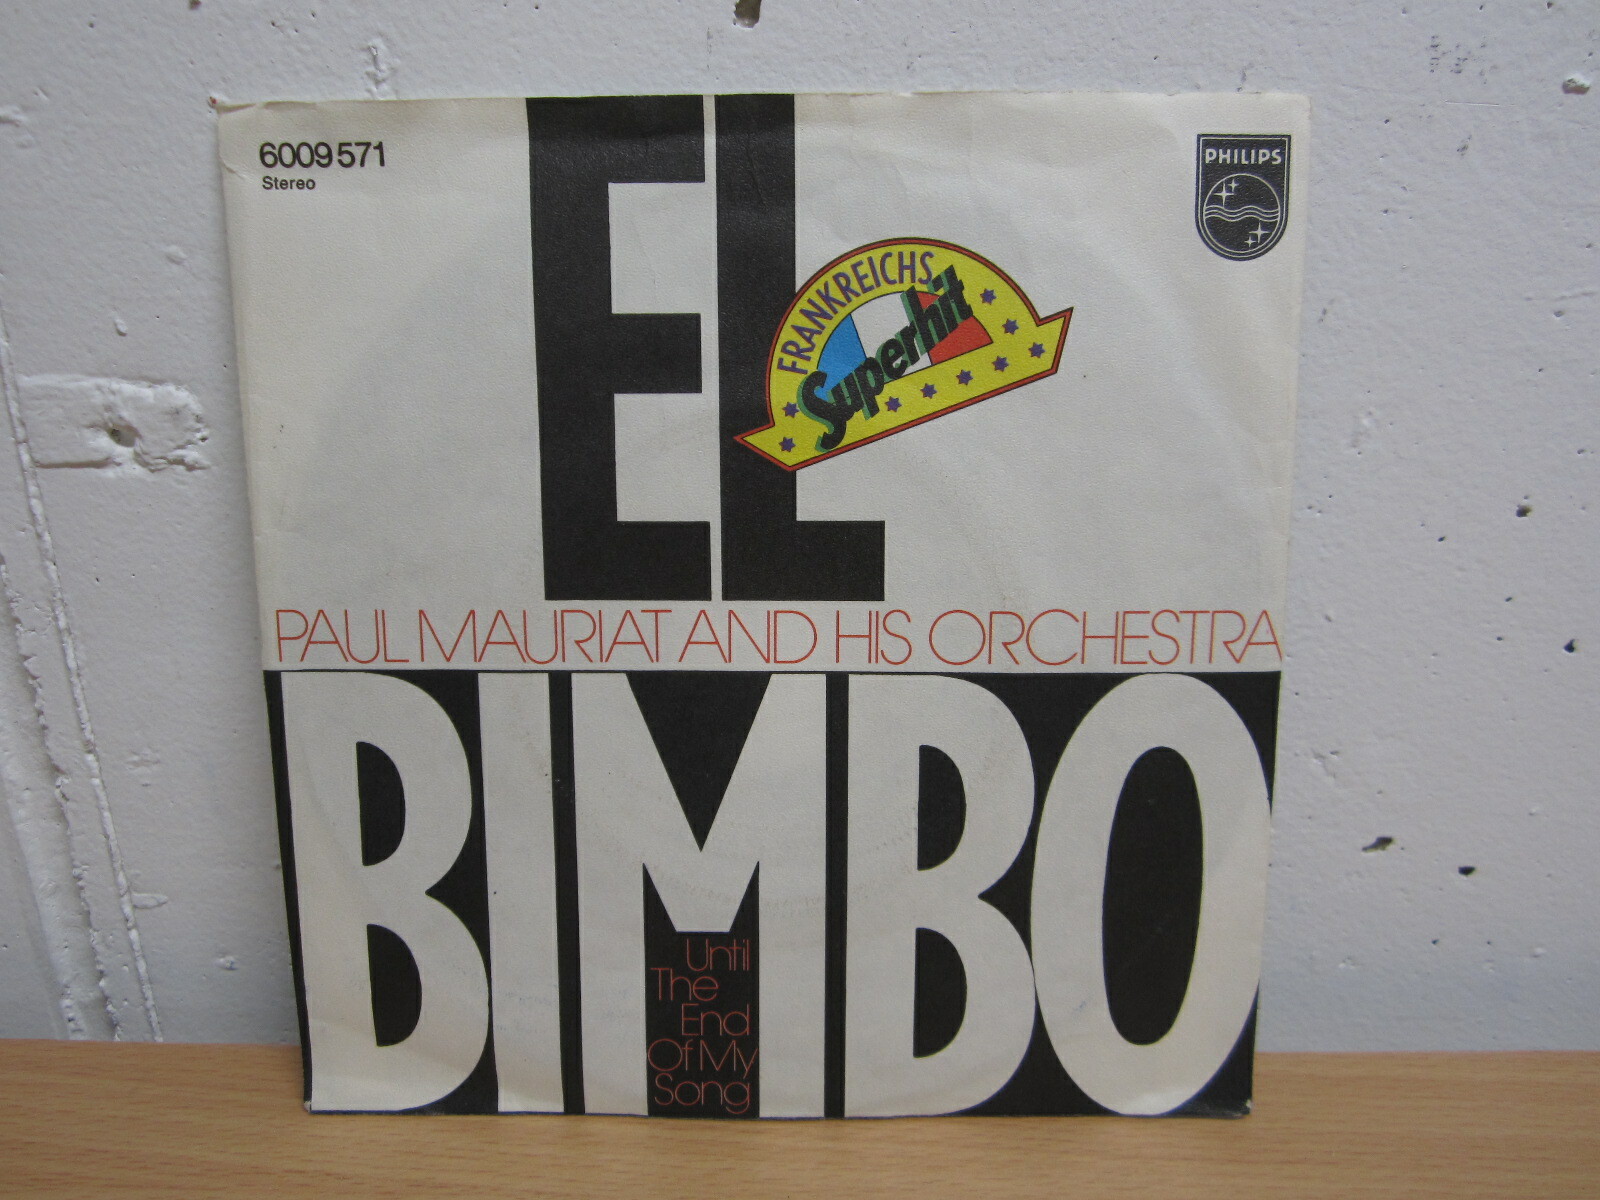 6009 571
Stereo
PHILIPS
EL
FRANKREICHS
Superhit
PAUL MAURIAT AND HIS ORCHESTRA
BIMBO
Until
The
End
Of My
Song